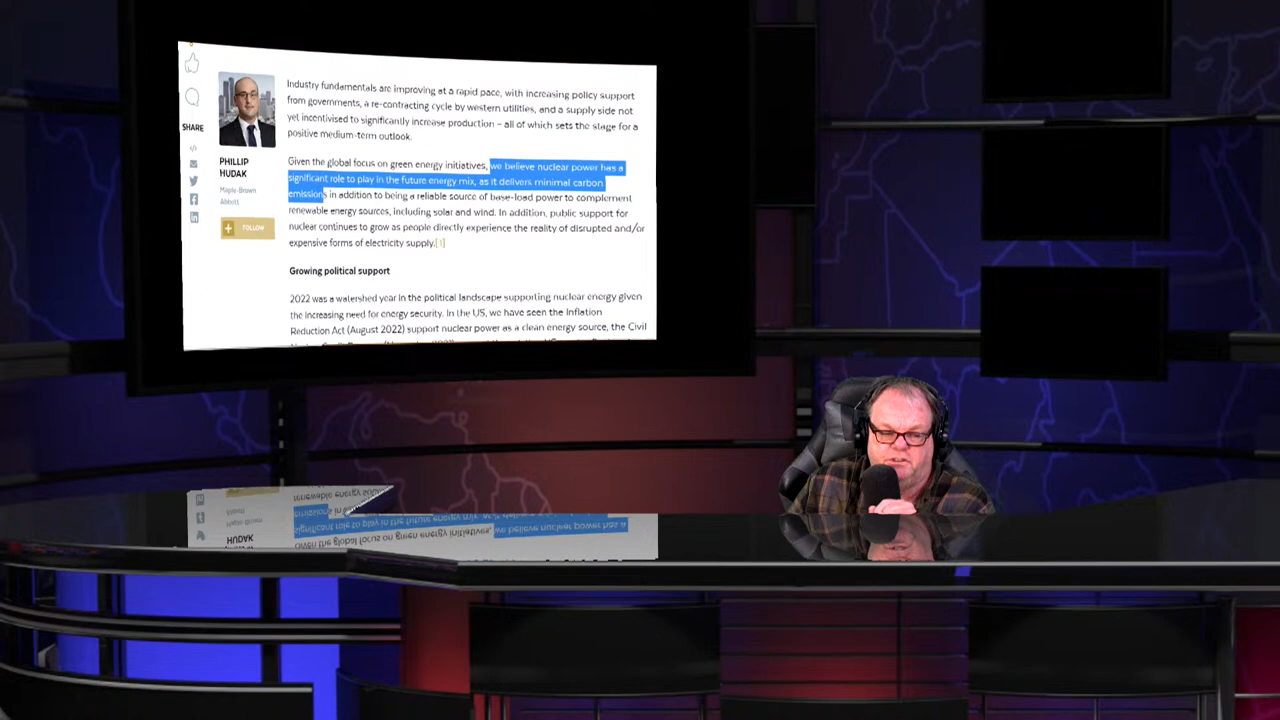 SHARE
PHILLIP
HUDAK
Maple-Brown
Abbott
FOLLOW
Industry fundamentals are improving at a rapid pace, with increasing policy support
from governments, a re-contracting cycle by western utilities, and a supply side not
yet incentivised to significantly increase production – all of which sets the stage for a
positive medium-term outlook.
Given the global focus on green energy initiatives, we believe nuclear power has a
significant role to play in the future energy mix, as it delivers minimal carbon
emissions in addition to being a reliable source of base-load power to complement
renewable energy sources, including solar and wind. In addition, public support for
nuclear continues to grow as people directly experience the reality of disrupted and/or
expensive forms of electricity supply.[1]
Growing political support
2022 was a watershed year in the political landscape supporting nuclear energy given
the increasing need for energy security. In the US, we have seen the Inflation
Reduction Act (August 2022) support nuclear power as a clean energy source, the Civil